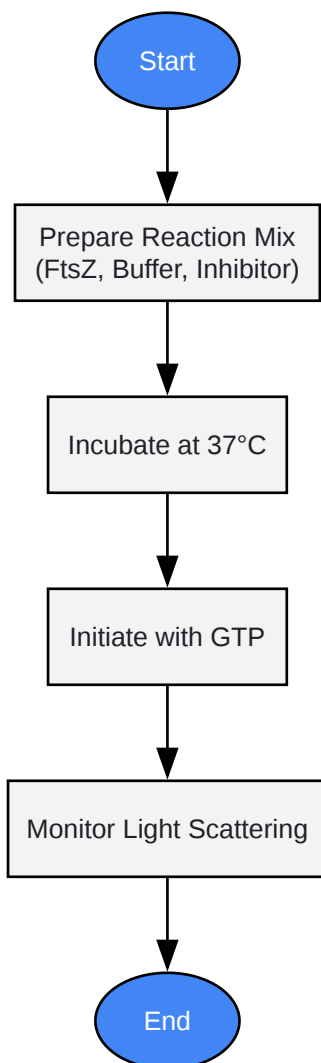 Start
Prepare Reaction Mix
(FtsZ, Buffer, Inhibitor)
Incubate at 37°C
Initiate with GTP
Monitor Light Scattering
End